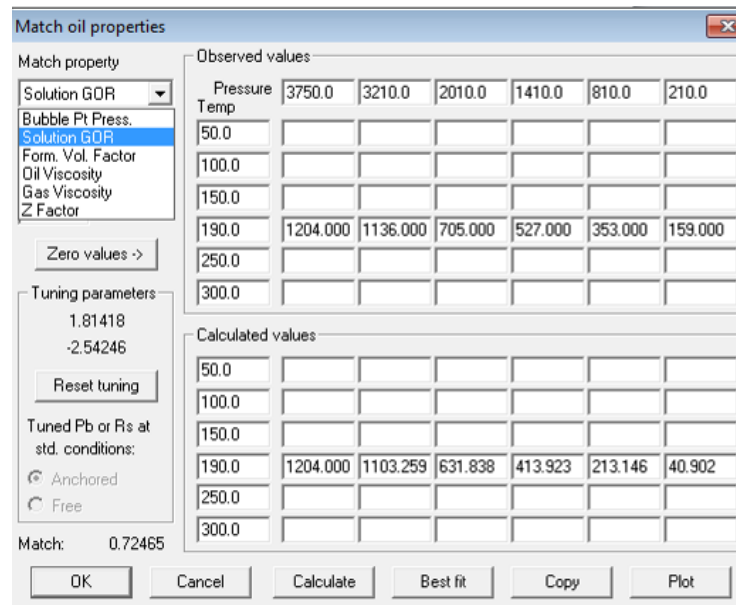 Match oil properties
Match property
Solution GOR
Bubble Pt Press.
Solution GOR
Form. Vol. Factor
Oil Viscosity
Gas Viscosity
Z Factor
Zero values ->
Tuning parameters
1.81418
-2.54246
Reset tuning
Tuned Pb or Rs at
std. conditions:
Anchored
Free
Match: 0.72465
Observed values
Pressure 3750.0 3210.0 2010.0 1410.0 810.0 210.0
Temp
50.0
100.0
150.0
190.0 1204.000 1136.000 705.000 527.000 353.000 159.000
250.0
300.0
Calculated values
50.0
100.0
150.0
190.0 1204.000 1103.259 631.838 413.923 213.146 40.902
250.0
300.0
OK Cancel Calculate Best fit Copy Plot